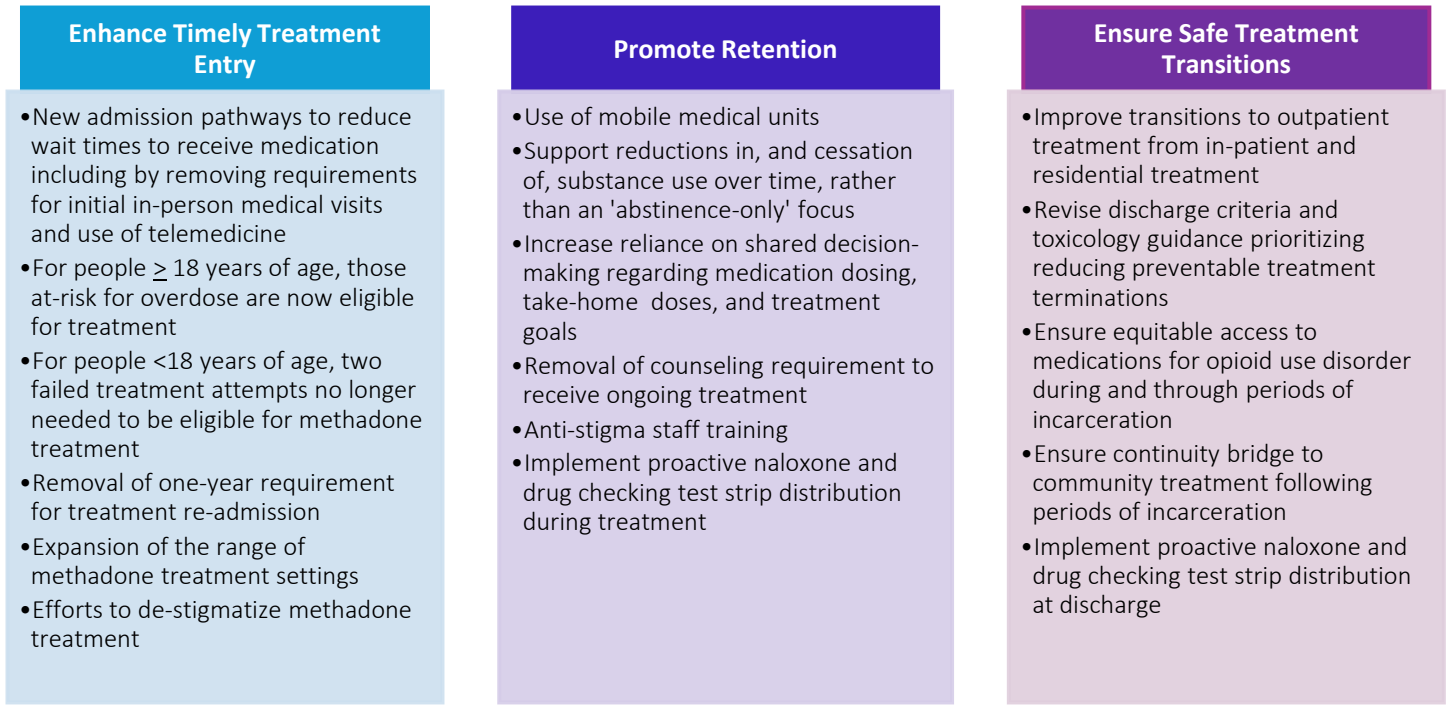 Enhance Timely Treatment
Entry
•New admission pathways to reduce
wait times to receive medication
including by removing requirements
for initial in-person medical visits
and use of telemedicine
•For people ≥ 18 years of age, those
at-risk for overdose are now eligible
for treatment
•For people <18 years of age, two
failed treatment attempts no longer
needed to be eligible for methadone
treatment
•Removal of one-year requirement
for treatment re-admission
•Expansion of the range of
methadone treatment settings
•Efforts to de-stigmatize methadone
treatment
Promote Retention
•Use of mobile medical units
•Support reductions in, and cessation
of, substance use over time, rather
than an 'abstinence-only' focus
•Increase reliance on shared decision-
making regarding medication dosing,
take-home doses, and treatment
goals
•Removal of counseling requirement to
receive ongoing treatment
•Anti-stigma staff training
•Implement proactive naloxone and
drug checking test strip distribution
during treatment
Ensure Safe Treatment
Transitions
•Improve transitions to outpatient
treatment from in-patient and
residential treatment
•Revise discharge criteria and
toxicology guidance prioritizing
reducing preventable treatment
terminations
•Ensure equitable access to
medications for opioid use disorder
during and through periods of
incarceration
•Ensure continuity bridge to
community treatment following
periods of incarceration
•Implement proactive naloxone and
drug checking test strip distribution
at discharge